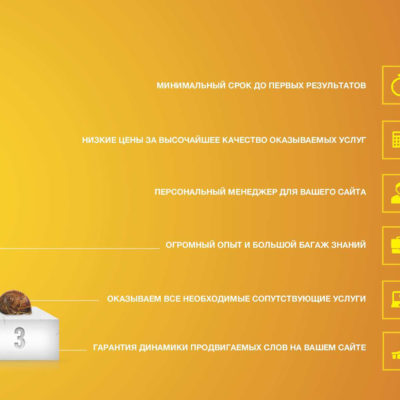 МИНИМАЛЬНЫЙ СРОК ДО ПЕРВЫХ РЕЗУЛЬТАТОВ
НИЗКИЕ ЦЕНЫ ЗА ВЫСОЧАЙШЕЕ КАЧЕСТВО ОКАЗЫВАЕМЫХ УСЛУГ
ПЕРСОНАЛЬНЫЙ МЕНЕДЖЕР ДЛЯ ВАШЕГО САЙТА
ОГРОМНЫЙ ОПЫТ И БОЛЬШОЙ БАГАЖ ЗНАНИЙ
ОКАЗЫВАЕМ ВСЕ НЕОБХОДИМЫЕ СОПУТСТВУЮЩИЕ УСЛУГИ
3
ГАРАНТИЯ ДИНАМИКИ ПРОДВИГАЕМЫХ СЛОВ НА ВАШЕМ САЙТЕ